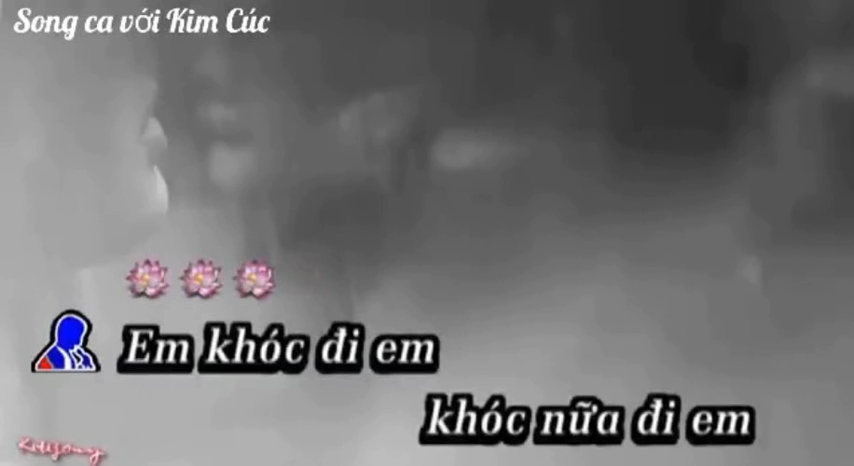 Song ca với Kim Cúc
Em khóc đi em
khóc nữa đi em